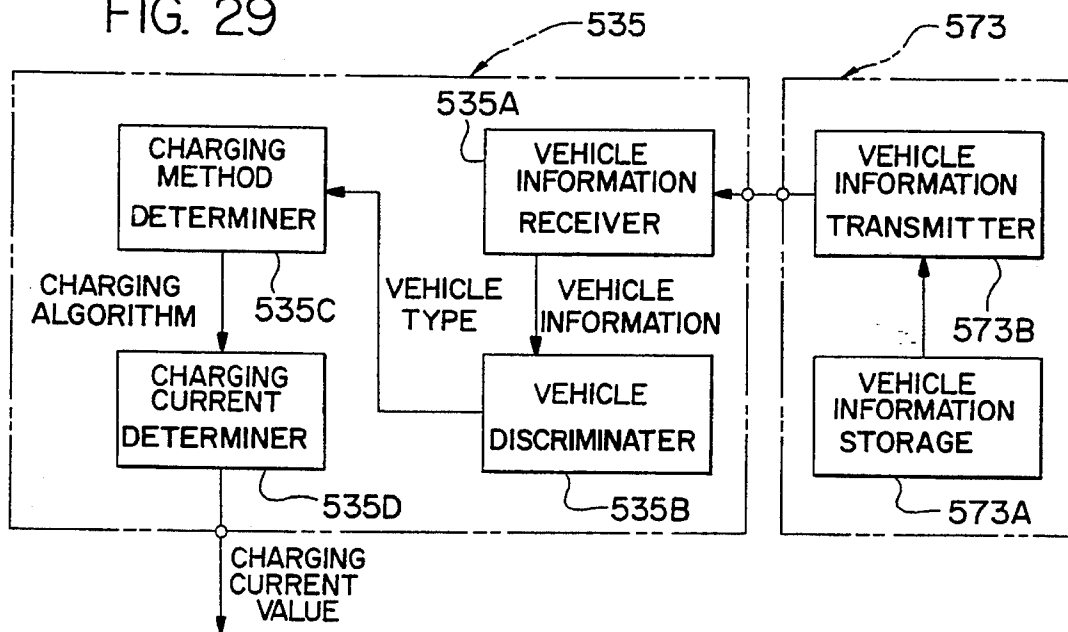 FIG. 29
535
573
535A
CHARGING
METHOD
DETERMINER
VEHICLE
INFORMATION
RECEIVER
VEHICLE
INFORMATION
TRANSMITTER
CHARGING
ALGORITHM
535C
VEHICLE
TYPE
VEHICLE
INFORMATION
573B
CHARGING
CURRENT
DETERMINER
VEHICLE
DISCRIMINATER
VEHICLE
INFORMATION
STORAGE
535D
535B
573A
CHARGING
CURRENT
VALUE